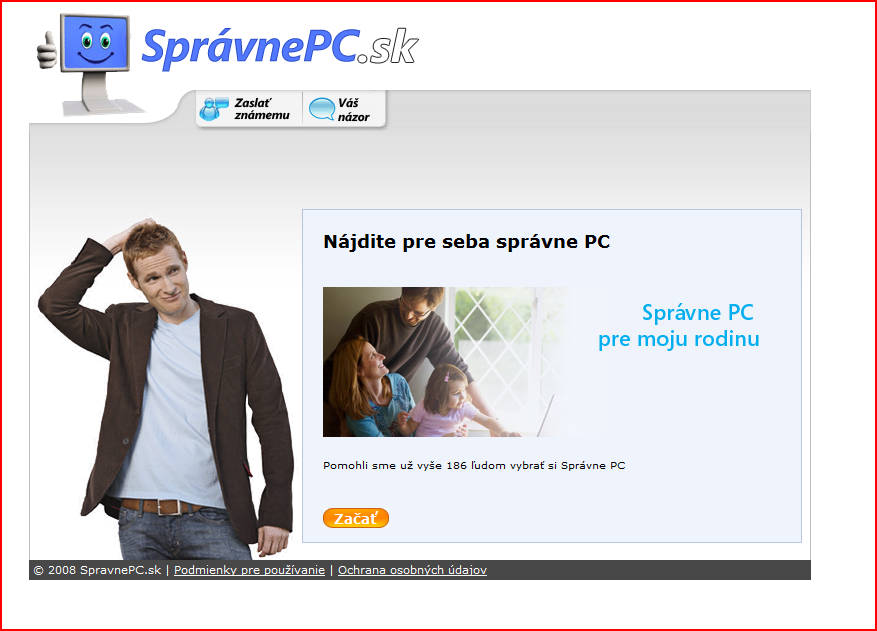 SprávnePC.sk
Zaslať
známemu
Váš
názor
Nájdite pre seba správne PC
Správne PC
pre moju rodinu
Pomohli sme už vyše 186 ľudom vybrať si Správne PC
Začať
© 2008 SpravnePC.sk | Podmienky pre používanie | Ochrana osobných údajov